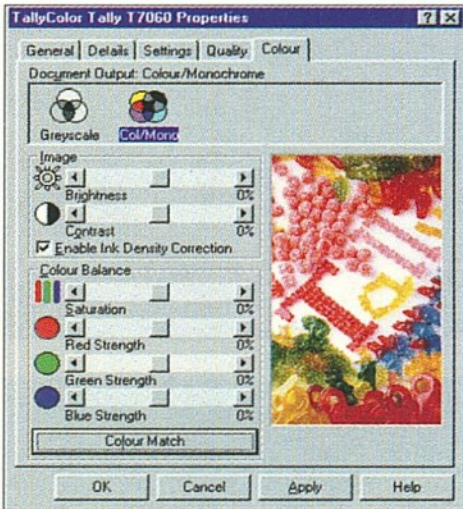 TallyColor Tally T7060 Properties
General Details Settings Quality Colour
Document Output: Colour/Monochrome
Greyscale Col/Mono
Image
Brightness 0%
Contrast 0%
Enable Ink Density Correction
Colour Balance
Saturation 0%
Red Strength 0%
Green Strength 0%
Blue Strength 0%
Colour Match
OK Cancel Apply Help